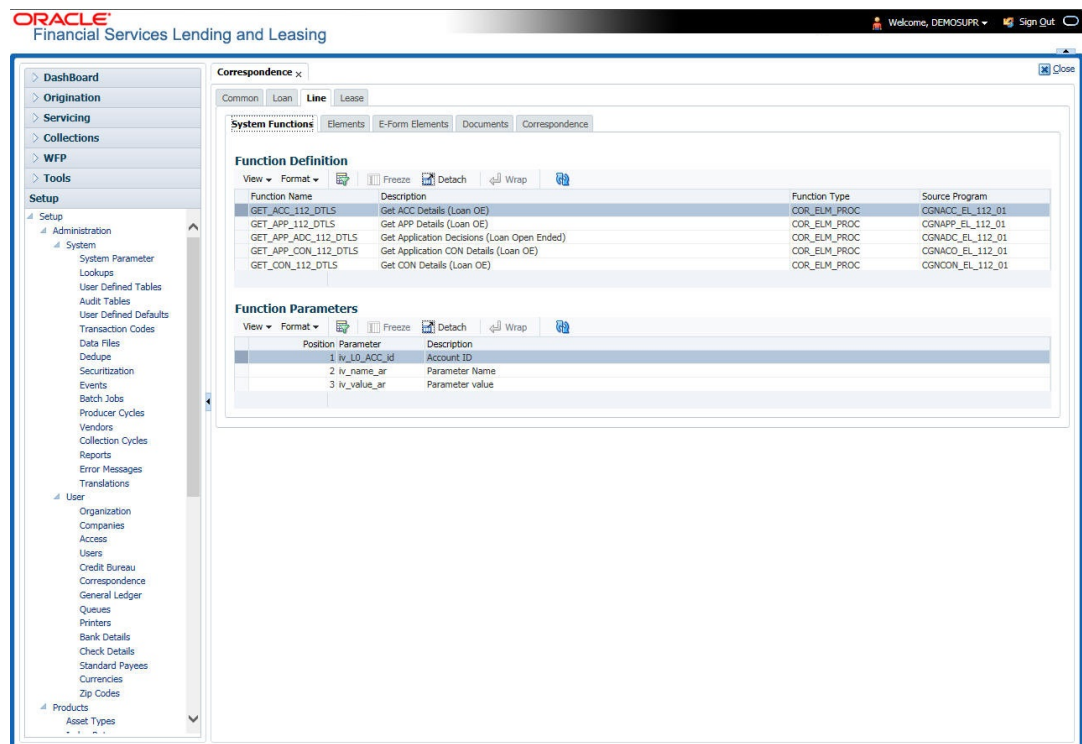 ORACLE
Financial Services Lending and Leasing
Welcome, DEMOSUPR
Sign Out
Close
DashBoard
Origination
Servicing
Collections
WFP
Tools
Setup
Setup
Administration
System
System Parameter
Lookups
User Defined Tables
Audit Tables
User Defined Defaults
Transaction Codes
Data Files
Dedupe
Securitization
Events
Batch Jobs
Producer Cycles
Vendors
Collection Cycles
Reports
Error Messages
Translations
User
Organization
Companies
Access
Users
Credit Bureau
Correspondence
General Ledger
Queues
Printers
Bank Details
Check Details
Standard Payees
Currencies
Zip Codes
Products
Asset Types
Correspondence x
Common Loan Line Lease
System Functions Elements E-Form Elements Documents Correspondence
Function Definition
View Format Freeze Detach Wrap
Function Name Description Function Type Source Program
GET_ACC_112_DTLS Get ACC Details (Loan OE) COR_ELM_PROC CGNACC_EL_112_01
GET_APP_112_DTLS Get APP Details (Loan OE) COR_ELM_PROC CGNAPP_EL_112_01
GET_APP_ADC_112_DTLS Get Application Decisions (Loan Open Ended) COR_ELM_PROC CGNADC_EL_112_01
GET_APP_CON_112_DTLS Get Application CON Details (Loan OE) COR_ELM_PROC CGNACO_EL_112_01
GET_CON_112_DTLS Get CON Details (Loan OE) COR_ELM_PROC CGNCON_EL_112_01
Function Parameters
View Format Freeze Detach Wrap
Position Parameter Description
1 iv_L0_ACC_id Account ID
2 iv_name_ar Parameter Name
3 iv_value_ar Parameter value